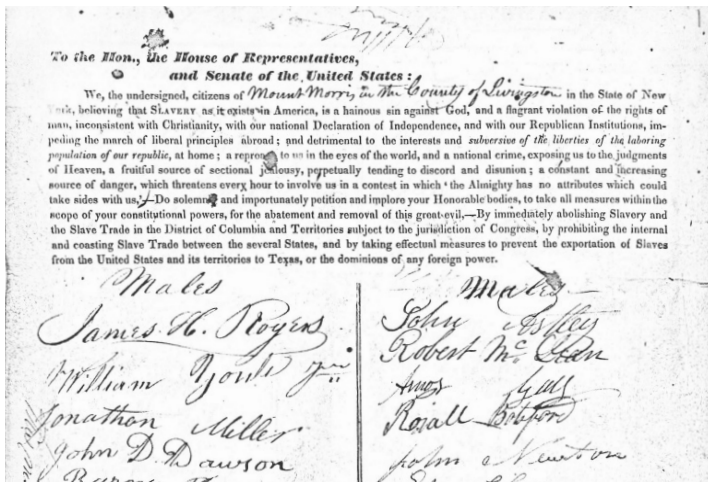 To the Hon., the House of Representatives,
and Senate of the United States:
We, the undersigned, citizens of Mount Morris in the County of Livingston in the State of New
York, believing that SLAVERY as it exists in America, is a hainous sin against God, and a flagrant violation of the rights of
man, inconsistent with Christianity, with our national Declaration of Independence, and with our Republican Institutions, im-
peding the march of liberal principles abroad; and detrimental to the interests and subversive of the liberties of the laboring
population of our republic, at home; a reproach to us in the eyes of the world, and a national crime, exposing us to the judgments
of Heaven, a fruitful source of sectional jealousy, perpetually tending to discord and disunion; a constant and increasing
source of danger, which threatens every hour to involve us in a contest in which 'the Almighty has no attributes which could
take sides with us,'—Do solemnly and importunately petition and implore your Honorable bodies, to take all measures within the
scope of your constitutional powers, for the abatement and removal of this great evil,—By immediately abolishing Slavery and
the Slave Trade in the District of Columbia and Territories subject to the jurisdiction of Congress, by prohibiting the internal
and coasting Slave Trade between the several States, and by taking effectual measures to prevent the exportation of Slaves
from the United States and its territories to Texas, or the dominions of any foreign power.
Males
James H. Rogers
William
Jonathan Miller
John D. Dawson
Males
John Astley
Robert McLean
Amos
Rosall Botsford
John Newton